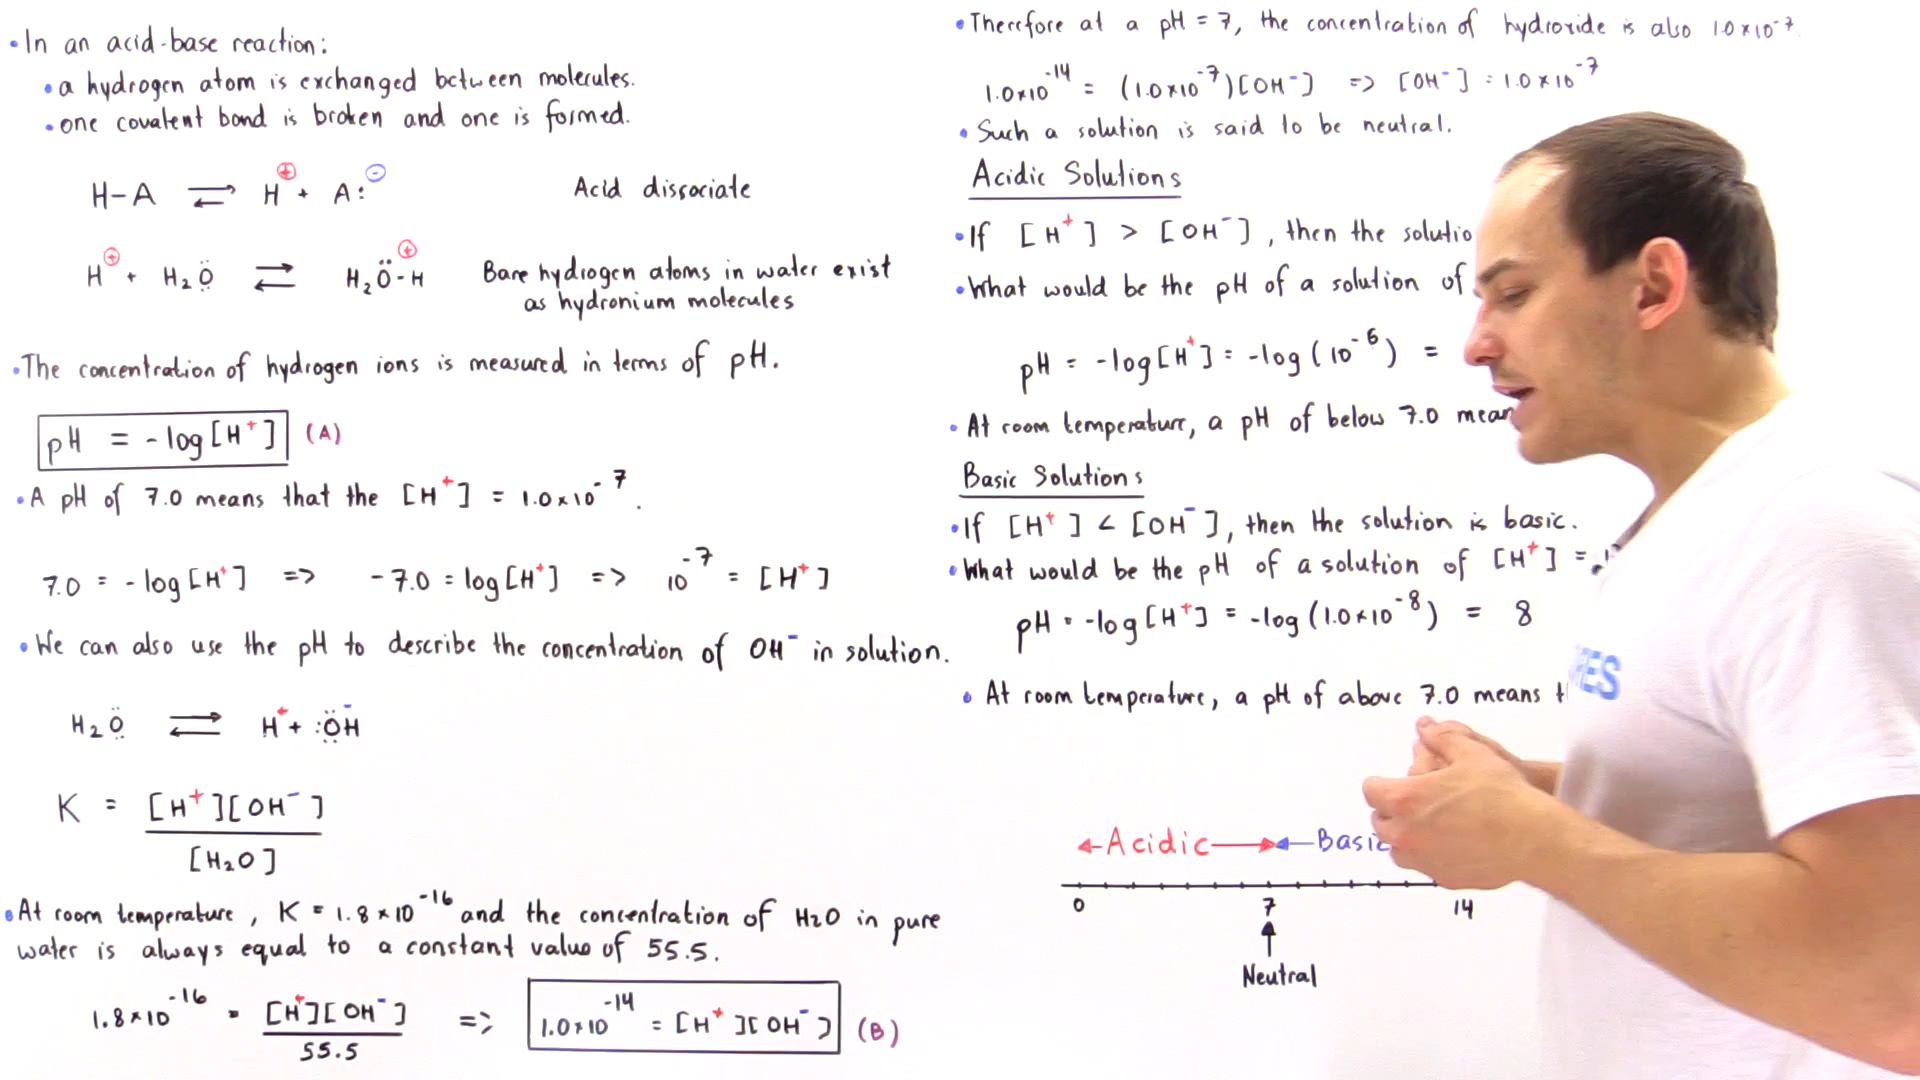 •In an acid-base reaction:
•a hydrogen atom is exchanged between molecules.
•one covalent bond is broken and one is formed.
H-A ⇌ H⊕ + A:⊖ Acid dissociate
H⊕ + H₂Ö ⇌ H₂Ö-H⊕ Bare hydrogen atoms in water exist
as hydronium molecules
•The concentration of hydrogen ions is measured in terms of pH.
pH = -log[H⁺] (A)
•A pH of 7.0 means that the [H⁺] = 1.0×10⁻⁷.
7.0 = -log[H⁺] => -7.0 = log[H⁺] => 10⁻⁷ = [H⁺]
•We can also use the pH to describe the concentration of OH⁻ in solution.
H₂Ö ⇌ H⁺ + :ÖH⁻
K = [H⁺][OH⁻]
[H₂O]
•At room temperature, K = 1.8×10⁻¹⁶ and the concentration of H₂O in pure
water is always equal to a constant value of 55.5.
1.8×10⁻¹⁶ = [H⁺][OH⁻] => 1.0×10⁻¹⁴ = [H⁺][OH⁻] (B)
55.5
•Therefore at a pH = 7, the concentration of hydroxide is also 1.0×10⁻⁷.
1.0×10⁻¹⁴ = (1.0×10⁻⁷)[OH⁻] => [OH⁻] = 1.0×10⁻⁷
•Such a solution is said to be neutral.
Acidic Solutions
•If [H⁺] > [OH⁻], then the solutio
•What would be the pH of a solution of
pH = -log[H⁺] = -log(10⁻⁶) =
•At room temperature, a pH of below 7.0 mean
Basic Solutions
•If [H⁺] < [OH⁻], then the solution is basic.
•What would be the pH of a solution of [H⁺] =
pH = -log[H⁺] = -log(1.0×10⁻⁸) = 8
•At room temperature, a pH of above 7.0 means t
RES
←Acidic→←Basic
0 7 14
↑
Neutral